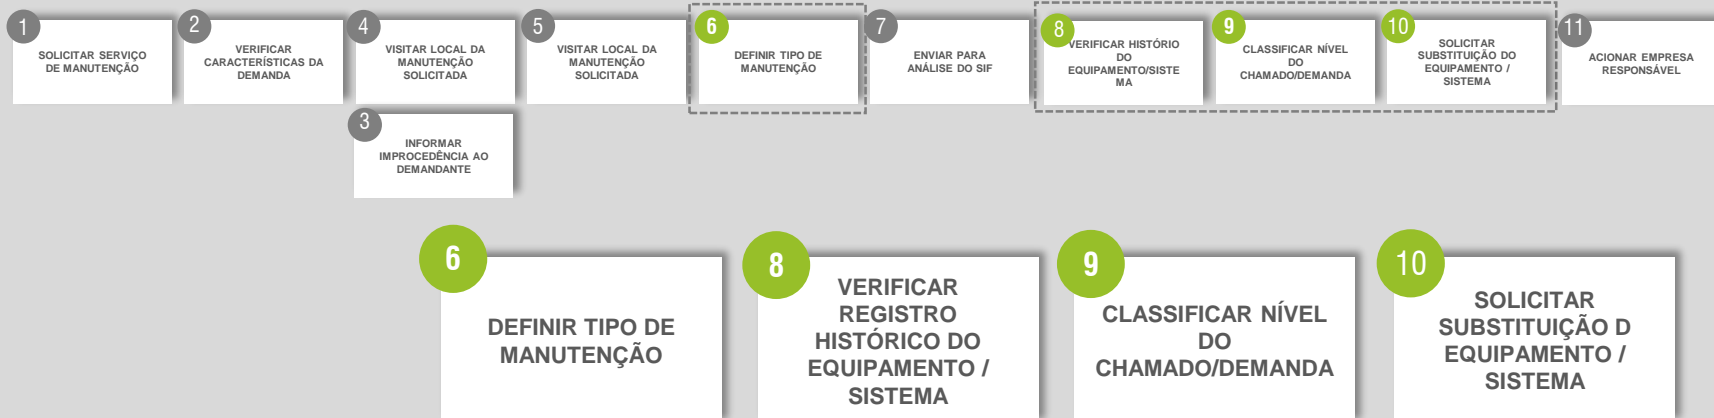 1
SOLICITAR SERVIÇO
DE MANUTENÇÃO
2
VERIFICAR
CARACTERÍSTICAS DA
DEMANDA
4
VISITAR LOCAL DA
MANUTENÇÃO
SOLICITADA
5
VISITAR LOCAL DA
MANUTENÇÃO
SOLICITADA
6
DEFINIR TIPO DE
MANUTENÇÃO
7
ENVIAR PARA
ANÁLISE DO SIF
8
VERIFICAR HISTÓRIO
DO
EQUIPAMENTO/SISTE
MA
9
CLASSIFICAR NÍVEL
DO
CHAMADO/DEMANDA
10
SOLICITAR
SUBSTITUIÇÃO DO
EQUIPAMENTO /
SISTEMA
11
ACIONAR EMPRESA
RESPONSÁVEL
3
INFORMAR
IMPROCEDÊNCIA AO
DEMANDANTE
6
DEFINIR TIPO DE
MANUTENÇÃO
8
VERIFICAR
REGISTRO
HISTÓRICO DO
EQUIPAMENTO /
SISTEMA
9
CLASSIFICAR NÍVEL
DO
CHAMADO/DEMANDA
10
SOLICITAR
SUBSTITUIÇÃO D
EQUIPAMENTO /
SISTEMA